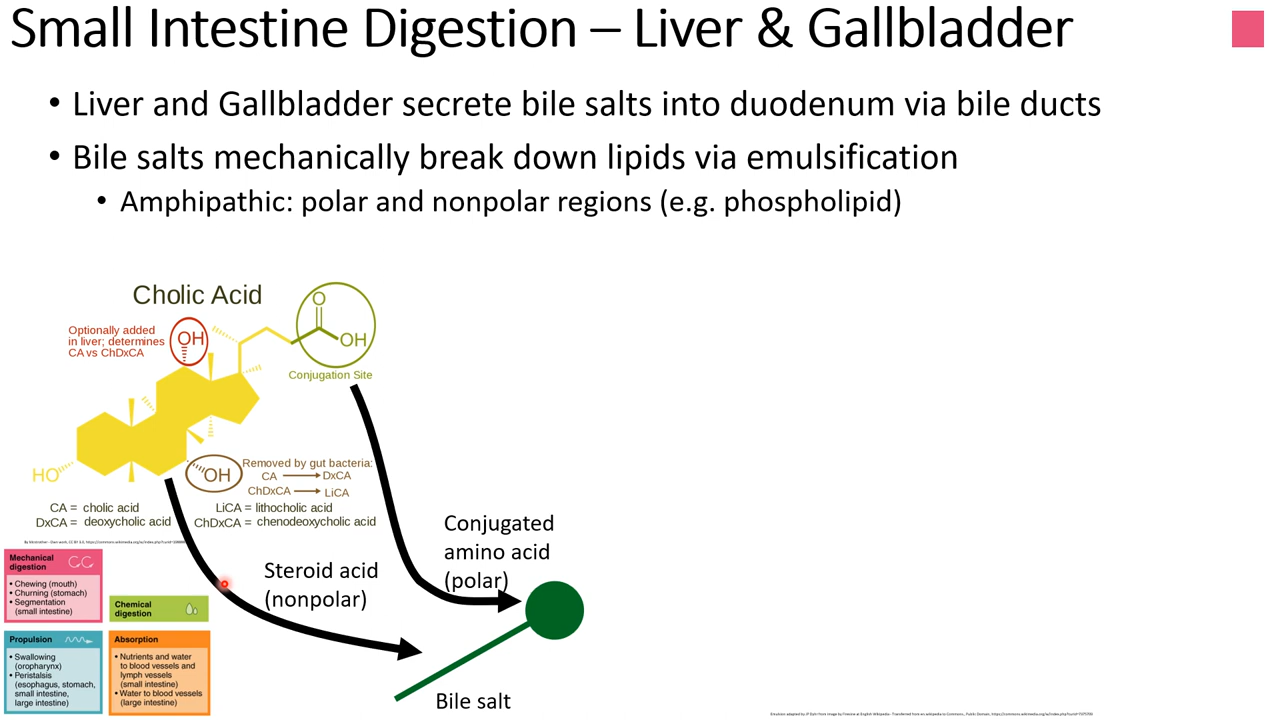 Small Intestine Digestion – Liver & Gallbladder
• Liver and Gallbladder secrete bile salts into duodenum via bile ducts
• Bile salts mechanically break down lipids via emulsification
• Amphipathic: polar and nonpolar regions (e.g. phospholipid)
Cholic Acid
Optionally added
in liver; determines
CA vs ChDxCA
OH
O
OH
Conjugation Site
HO
OH
Removed by gut bacteria:
CA DxCA
ChDxCA LiCA
CA = cholic acid
DxCA = deoxycholic acid
LiCA = lithocholic acid
ChDxCA = chenodeoxycholic acid
Steroid acid
(nonpolar)
Conjugated
amino acid
(polar)
Bile salt
Mechanical
digestion
• Chewing (mouth)
• Churning (stomach)
• Segmentation
(small intestine)
Chemical
digestion
Propulsion
• Swallowing
(oropharynx)
• Peristalsis
(esophagus, stomach,
small intestine,
large intestine)
Absorption
• Nutrients and water
to blood vessels and
lymph vessels
(small intestine)
• Water to blood vessels
(large intestine)